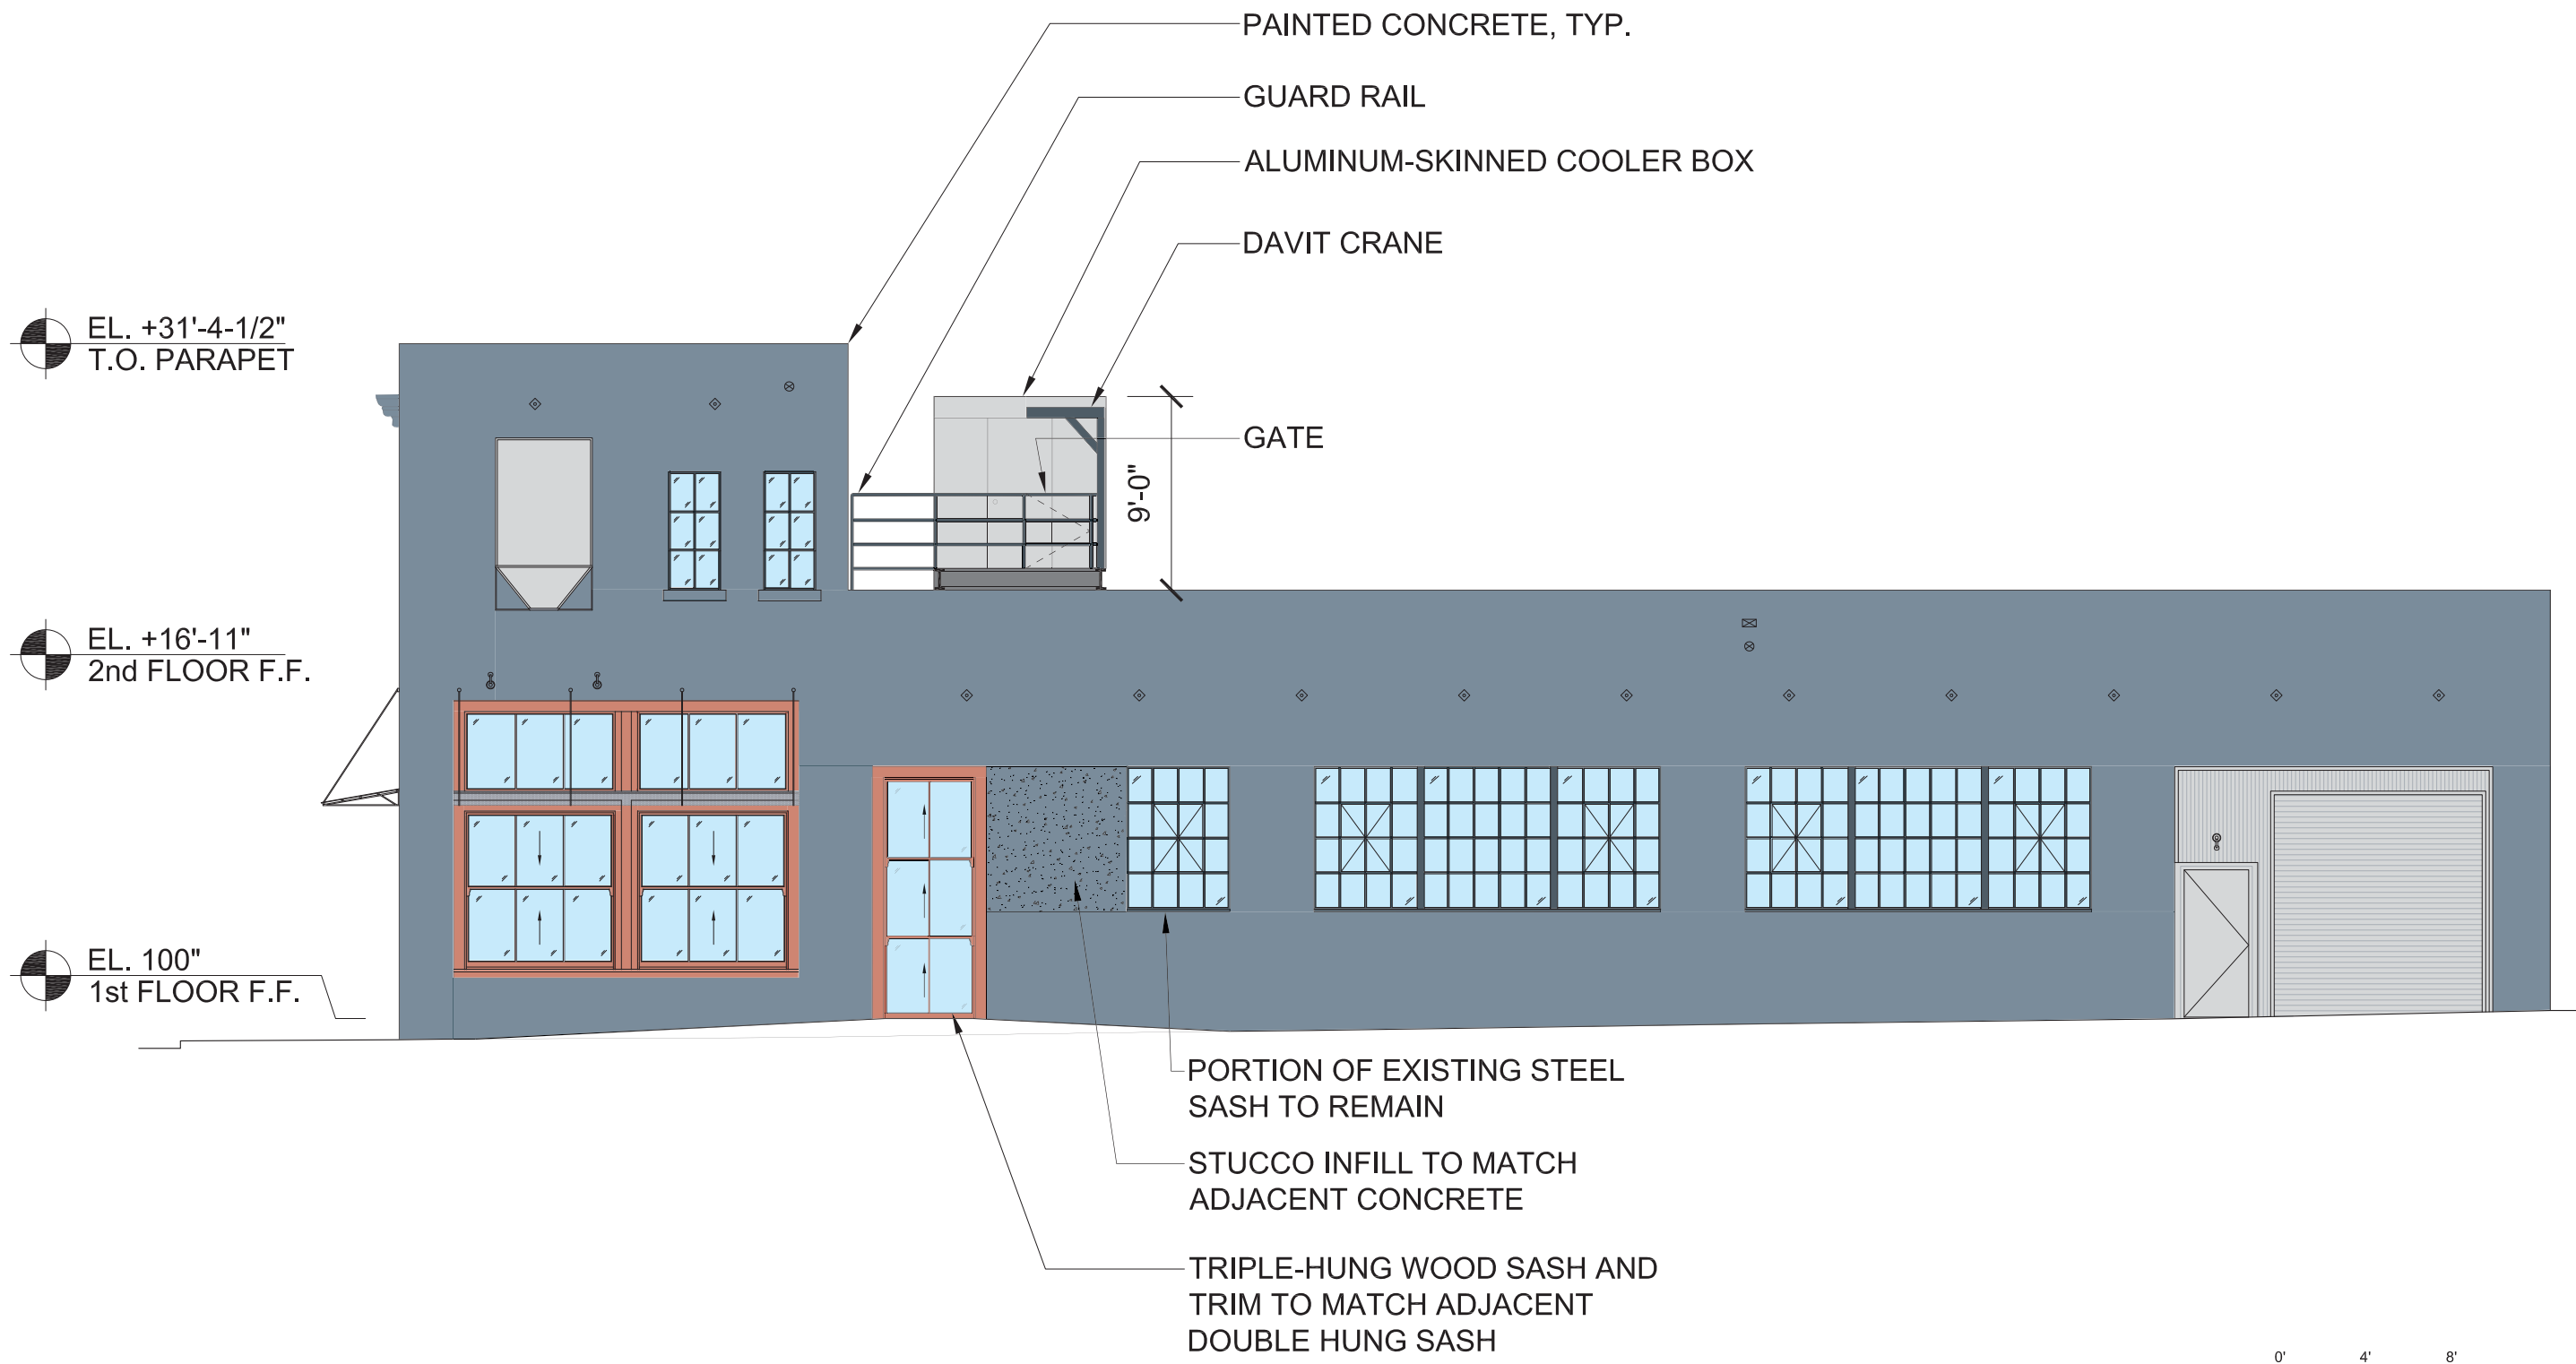 PAINTED CONCRETE, TYP.
GUARD RAIL
ALUMINUM-SKINNED COOLER BOX
DAVIT CRANE
EL. +31'-4-1/2"
T.O. PARAPET
GATE
9'-0"
EL. +16'-11"
2nd FLOOR F.F.
EL. 100"
1st FLOOR F.F.
PORTION OF EXISTING STEEL
SASH TO REMAIN
STUCCO INFILL TO MATCH
ADJACENT CONCRETE
TRIPLE-HUNG WOOD SASH AND
TRIM TO MATCH ADJACENT
DOUBLE HUNG SASH
0' 4' 8'